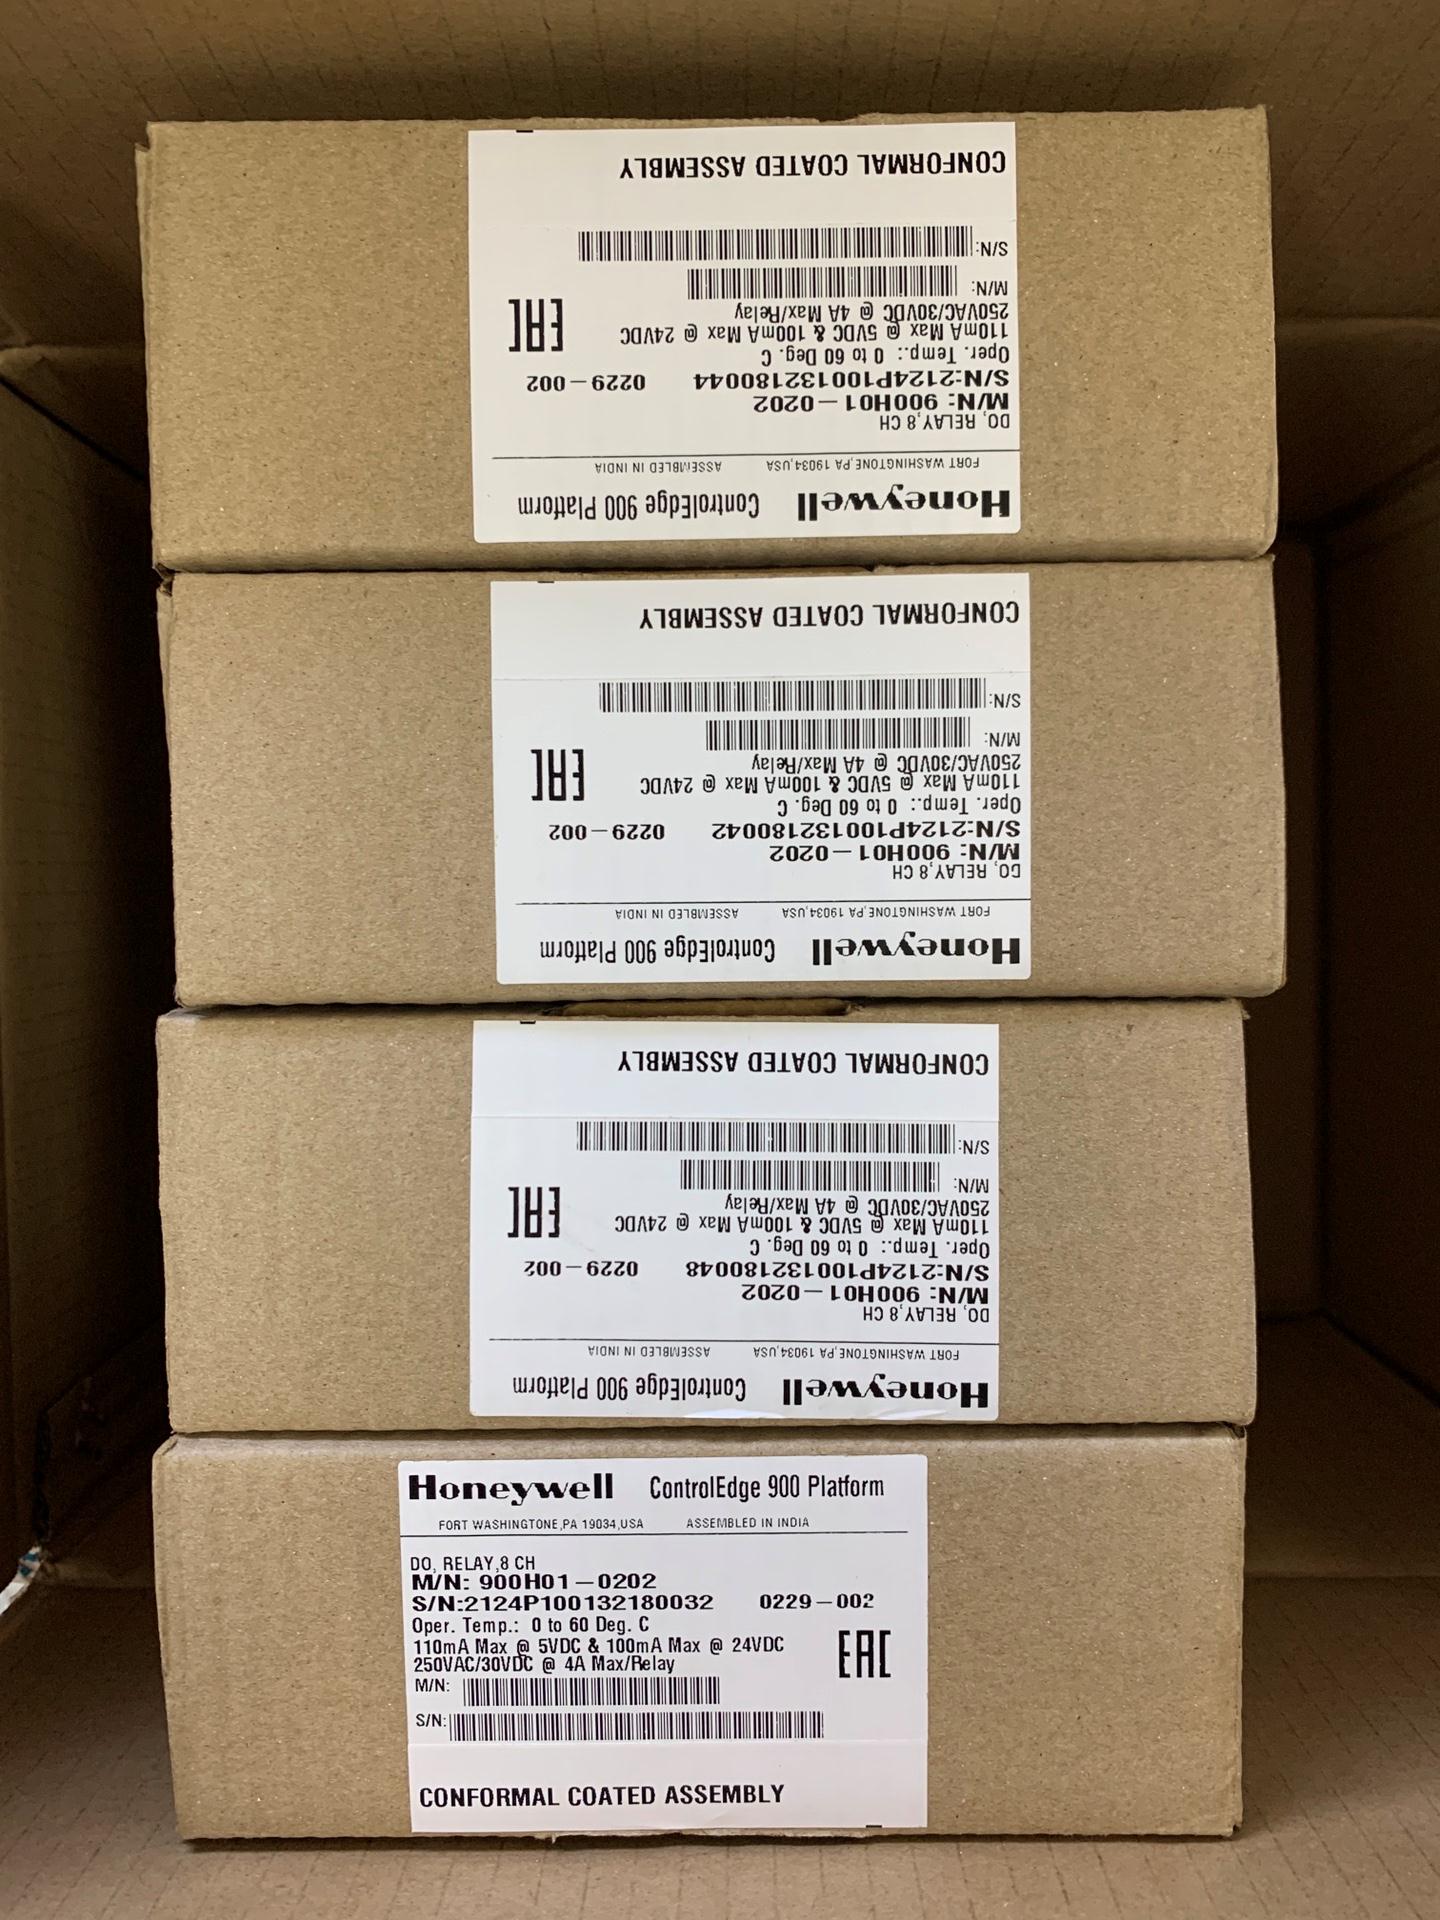 CONFORMAL COATED ASSEMBLY
S/N:
M/N:
250VAC/30VDC @ 4A Max/Relay
110mA Max @ 5VDC & 100mA Max @ 24VDC
EAC
Oper. Temp.: 0 to 60 Deg. C
S/N:2124P100132180044 0229-002
M/N: 900H01-0202
DO, RELAY,8 CH
FORT WASHINGTONE,PA 19034,USA ASSEMBLED IN INDIA
Honeywell ControlEdge 900 Platform
CONFORMAL COATED ASSEMBLY
S/N:
M/N:
250VAC/30VDC @ 4A Max/Relay
110mA Max @ 5VDC & 100mA Max @ 24VDC
EAC
Oper. Temp.: 0 to 60 Deg. C
S/N:2124P100132180042 0229-002
M/N: 900H01-0202
DO, RELAY,8 CH
FORT WASHINGTONE,PA 19034,USA ASSEMBLED IN INDIA
Honeywell ControlEdge 900 Platform
CONFORMAL COATED ASSEMBLY
S/N:
M/N:
250VAC/30VDC @ 4A Max/Relay
110mA Max @ 5VDC & 100mA Max @ 24VDC
EAC
Oper. Temp.: 0 to 60 Deg. C
S/N:2124P100132180048 0229-002
M/N: 900H01-0202
DO, RELAY,8 CH
FORT WASHINGTONE,PA 19034,USA ASSEMBLED IN INDIA
Honeywell ControlEdge 900 Platform
Honeywell ControlEdge 900 Platform
FORT WASHINGTONE,PA 19034,USA ASSEMBLED IN INDIA
DO, RELAY,8 CH
M/N: 900H01-0202
S/N:2124P100132180032 0229-002
Oper. Temp.: 0 to 60 Deg. C
110mA Max @ 5VDC & 100mA Max @ 24VDC
250VAC/30VDC @ 4A Max/Relay
EAC
M/N:
S/N:
CONFORMAL COATED ASSEMBLY